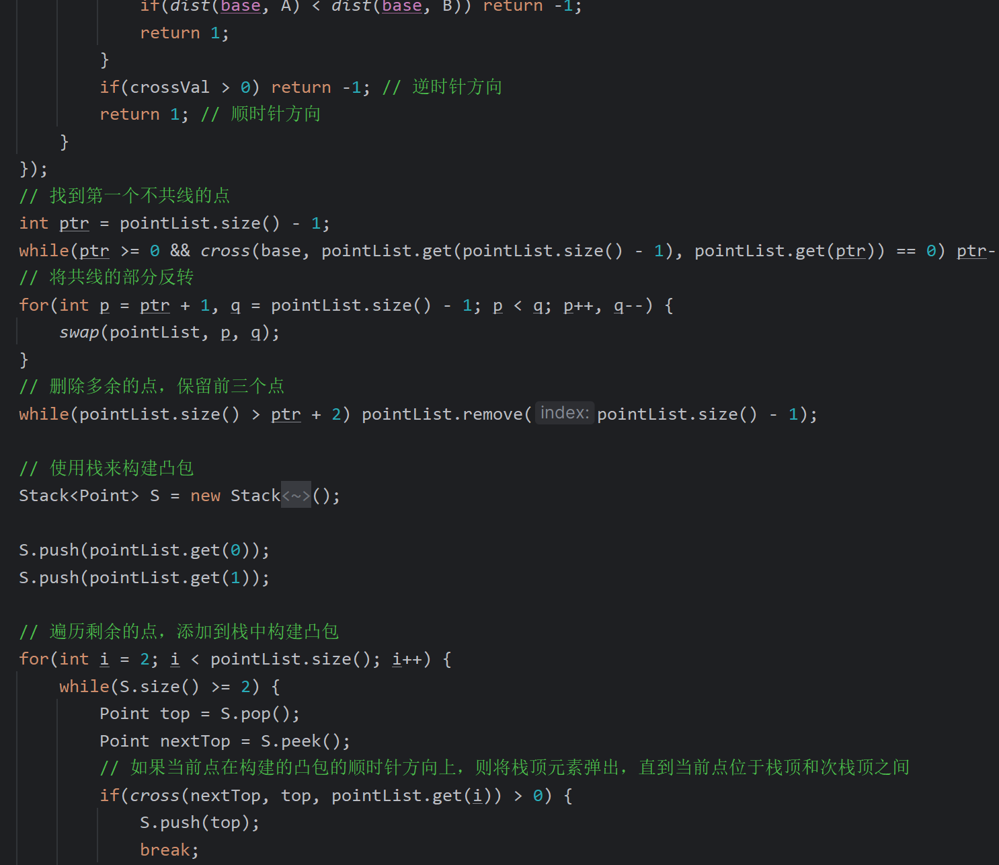 if(dist(base, A) < dist(base, B)) return -1;
return 1;
}
if(crossVal > 0) return -1; // 逆时针方向
return 1; // 顺时针方向
}
});
// 找到第一个不共线的点
int ptr = pointList.size() - 1;
while(ptr >= 0 && cross(base, pointList.get(pointList.size() - 1), pointList.get(ptr)) == 0) ptr-
// 将共线的部分反转
for(int p = ptr + 1, q = pointList.size() - 1; p < q; p++, q--) {
swap(pointList, p, q);
}
// 删除多余的点，保留前三个点
while(pointList.size() > ptr + 2) pointList.remove( index: pointList.size() - 1);
// 使用栈来构建凸包
Stack<Point> S = new Stack<~>();
S.push(pointList.get(0));
S.push(pointList.get(1));
// 遍历剩余的点，添加到栈中构建凸包
for(int i = 2; i < pointList.size(); i++) {
while(S.size() >= 2) {
Point top = S.pop();
Point nextTop = S.peek();
// 如果当前点在构建的凸包的顺时针方向上，则将栈顶元素弹出，直到当前点位于栈顶和次栈顶之间
if(cross(nextTop, top, pointList.get(i)) > 0) {
S.push(top);
break;